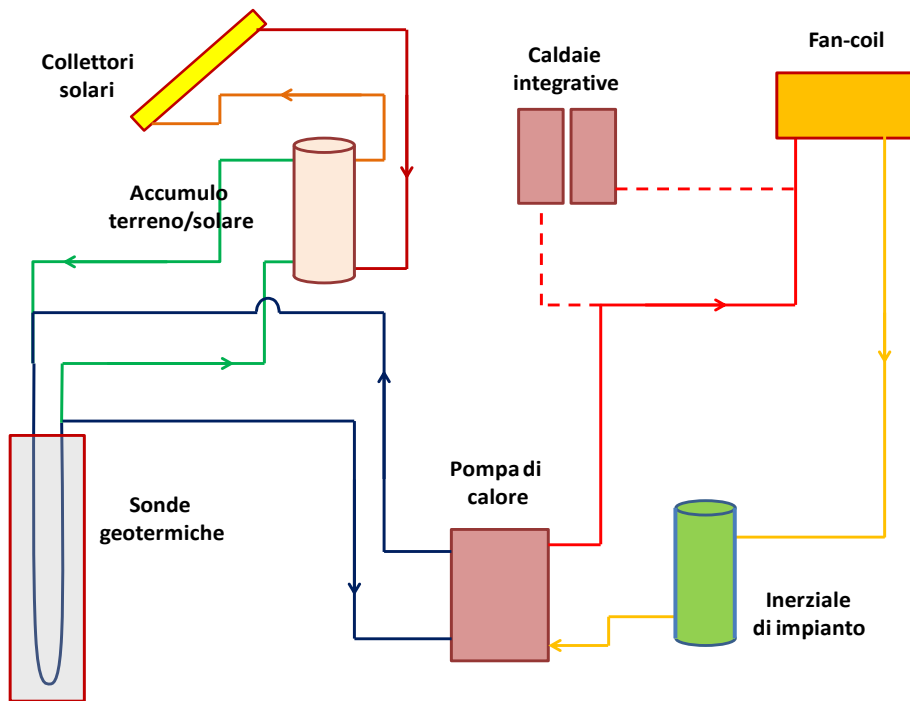 Collettori
solari
Caldaie
integrative
Fan-coil
Accumulo
terreno/solare
Pompa di
calore
Sonde
geotermiche
Inerziale
di impianto